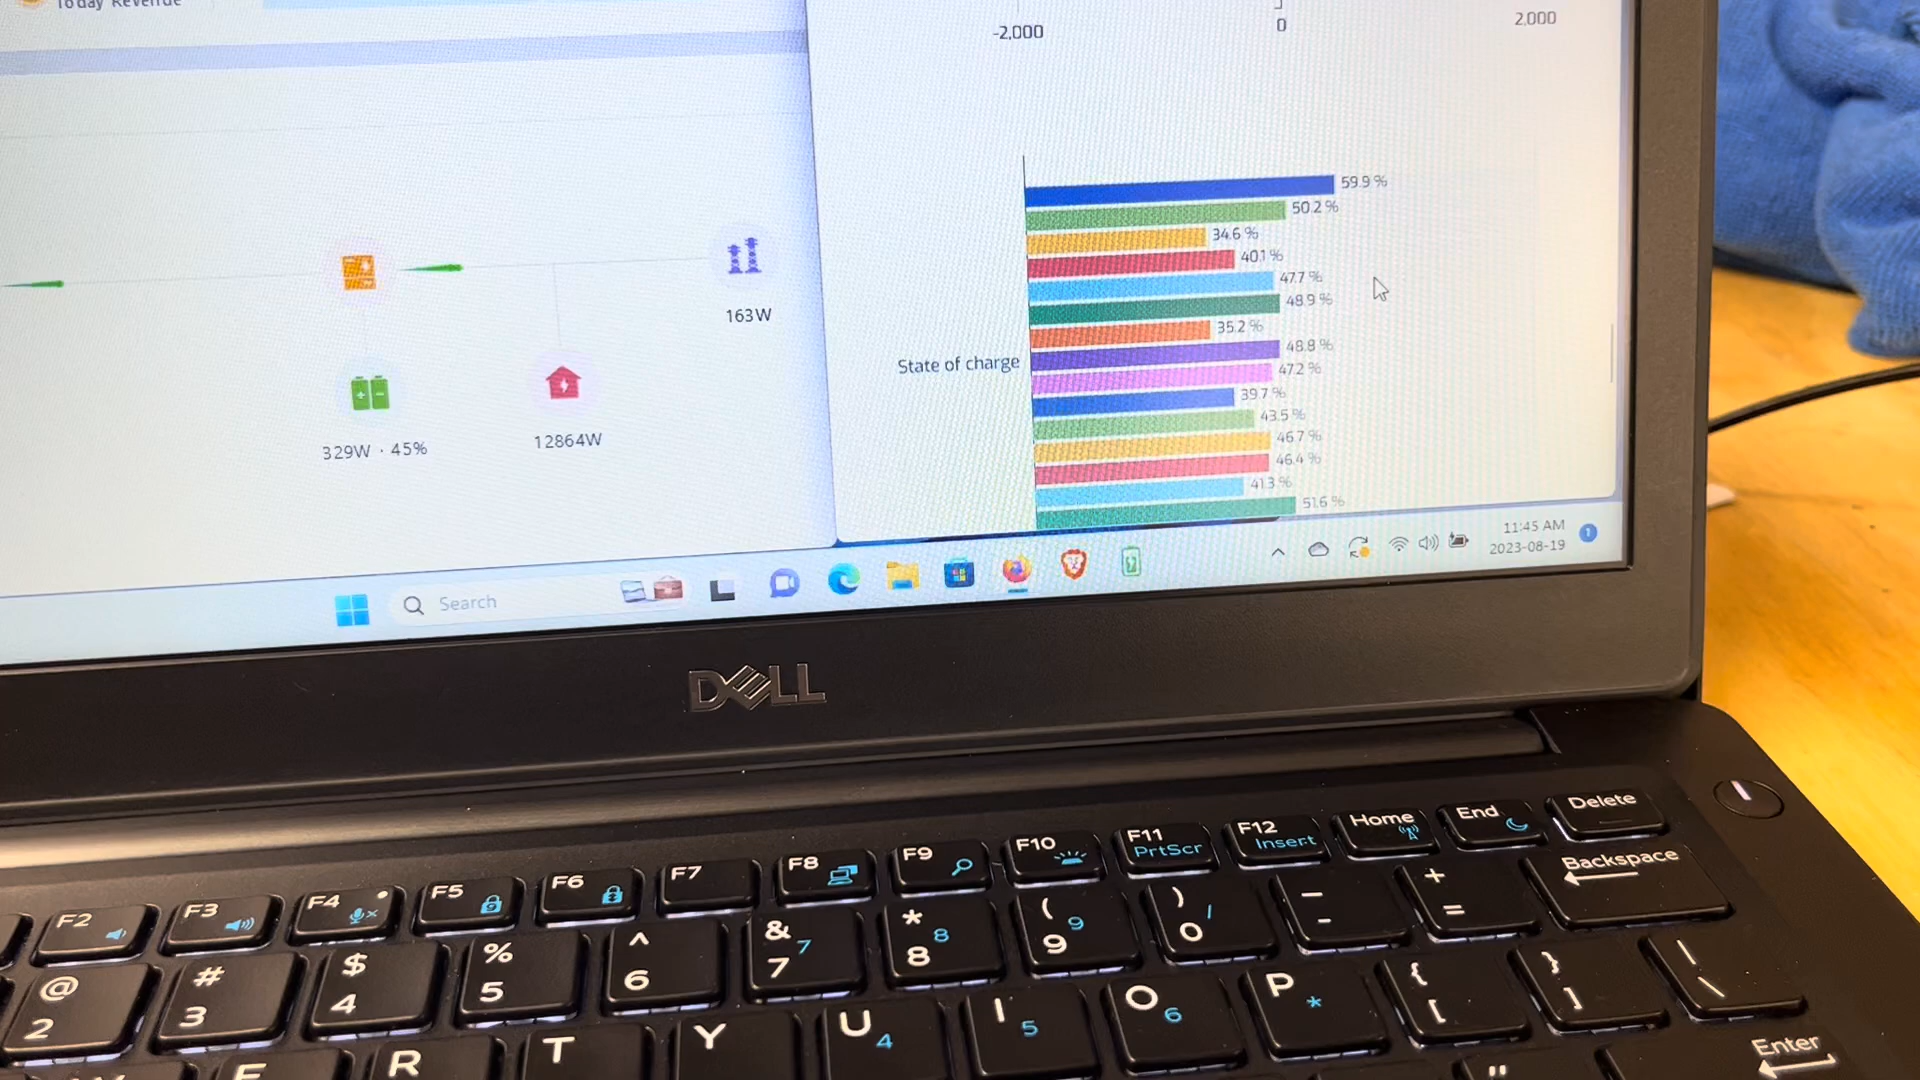 Today Revenue
-2,000
0
2,000
163W
329W · 45%
12864W
State of charge
59.9 %
50.2 %
34.6 %
40.1 %
47.7 %
48.9 %
35.2 %
48.8 %
47.2 %
39.7 %
43.5 %
46.7 %
46.4 %
41.3 %
51.6 %
Search
11:45 AM
2023-08-19
1
DELL
F2
F3
F4
F5
F6
F7
F8
F9
F10
F11 PrtScr
F12 Insert
Home
End
Delete
@ 2
# 3
$ 4
% 5
^ 6
& 7 7
* 8 8
( 9 9
) 0 /
_ -
+ =
Backspace
R
T
Y
U 4
I 5
O 6
P *
{ [
} ]
| \
"
Enter